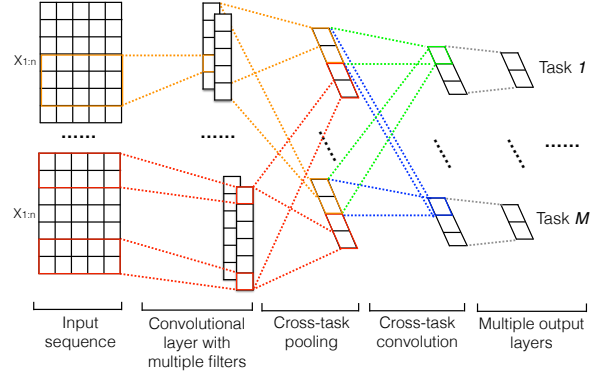 X1:n
Task 1
...... ...... ......
X1:n
Task M
Input
sequence
Convolutional
layer with
multiple filters
Cross-task
pooling
Cross-task
convolution
Multiple output
layers